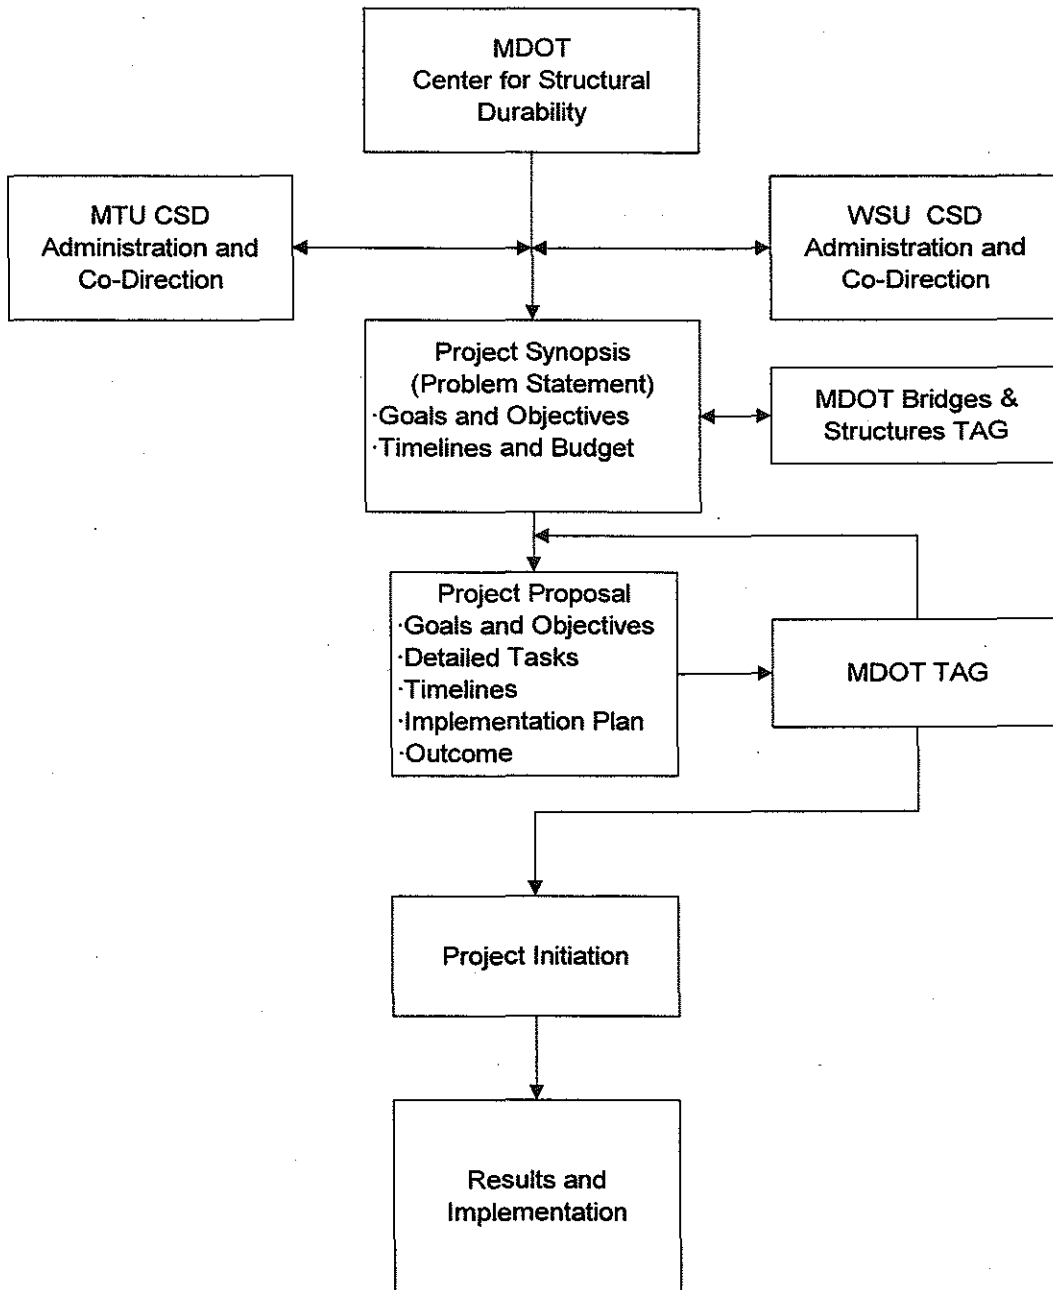 MDOT
Center for Structural
Durability
MTU CSD
Administration and
Co-Direction
WSU CSD
Administration and
Co-Direction
Project Synopsis
(Problem Statement)
·Goals and Objectives
·Timelines and Budget
MDOT Bridges &
Structures TAG
Project Proposal
·Goals and Objectives
·Detailed Tasks
·Timelines
·Implementation Plan
·Outcome
MDOT TAG
Project Initiation
Results and
Implementation